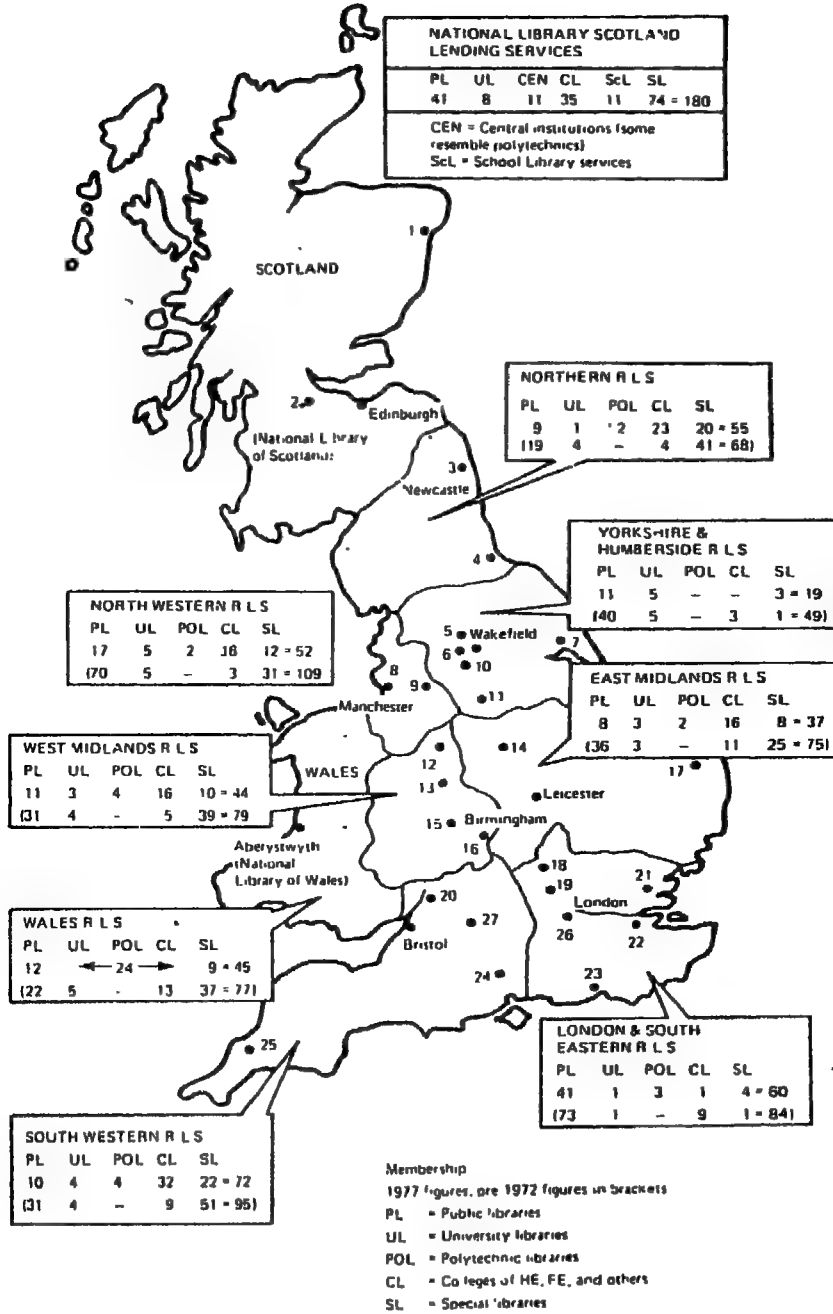 NATIONAL LIBRARY SCOTLAND
LENDING SERVICES
PL UL CEN CL ScL SL
41 8 11 35 11 74 = 180
CEN = Central institutions (some
resemble polytechnics)
ScL = School Library services
1
SCOTLAND
2
Edinburgh
(National Library
of Scotland)
NORTHERN R L S
PL UL POL CL SL
9 1 2 23 20 = 55
(19 4 – 4 41 = 68)
3
Newcastle
4
YORKSHIRE &
HUMBERSIDE R L S
PL UL POL CL SL
11 5 – – 3 = 19
(40 5 – 3 1 = 49)
NORTH WESTERN R L S
PL UL POL CL SL
17 5 2 16 12 = 52
(70 5 – 3 31 = 109)
5 Wakefield 7
6
10
8 9
Manchester
11
EAST MIDLANDS R L S
PL UL POL CL SL
8 3 2 16 8 = 37
(36 3 – 11 25 = 75)
WEST MIDLANDS R L S
PL UL POL CL SL
11 3 4 16 10 = 44
(31 4 - 5 39 = 79)
WALES
12
13
14
17
Leicester
15 Birmingham
16
Aberystwyth
(National
Library of Wales)
18
19
21
London
20
27
26
22
Bristol
24
23
25
WALES R L S
PL UL POL CL SL
12 ← 24 → 9 = 45
(22 5 - 13 37 = 77)
LONDON & SOUTH
EASTERN R L S
PL UL POL CL SL
41 1 3 1 4 = 60
(73 1 – 9 1 = 84)
SOUTH WESTERN R L S
PL UL POL CL SL
10 4 4 32 22 = 72
(31 4 – 9 51 = 95)
Membership
1977 figures, pre 1972 figures in brackets
PL = Public libraries
UL = University libraries
POL = Polytechnic libraries
CL = Colleges of HE, FE, and others
SL = Special libraries